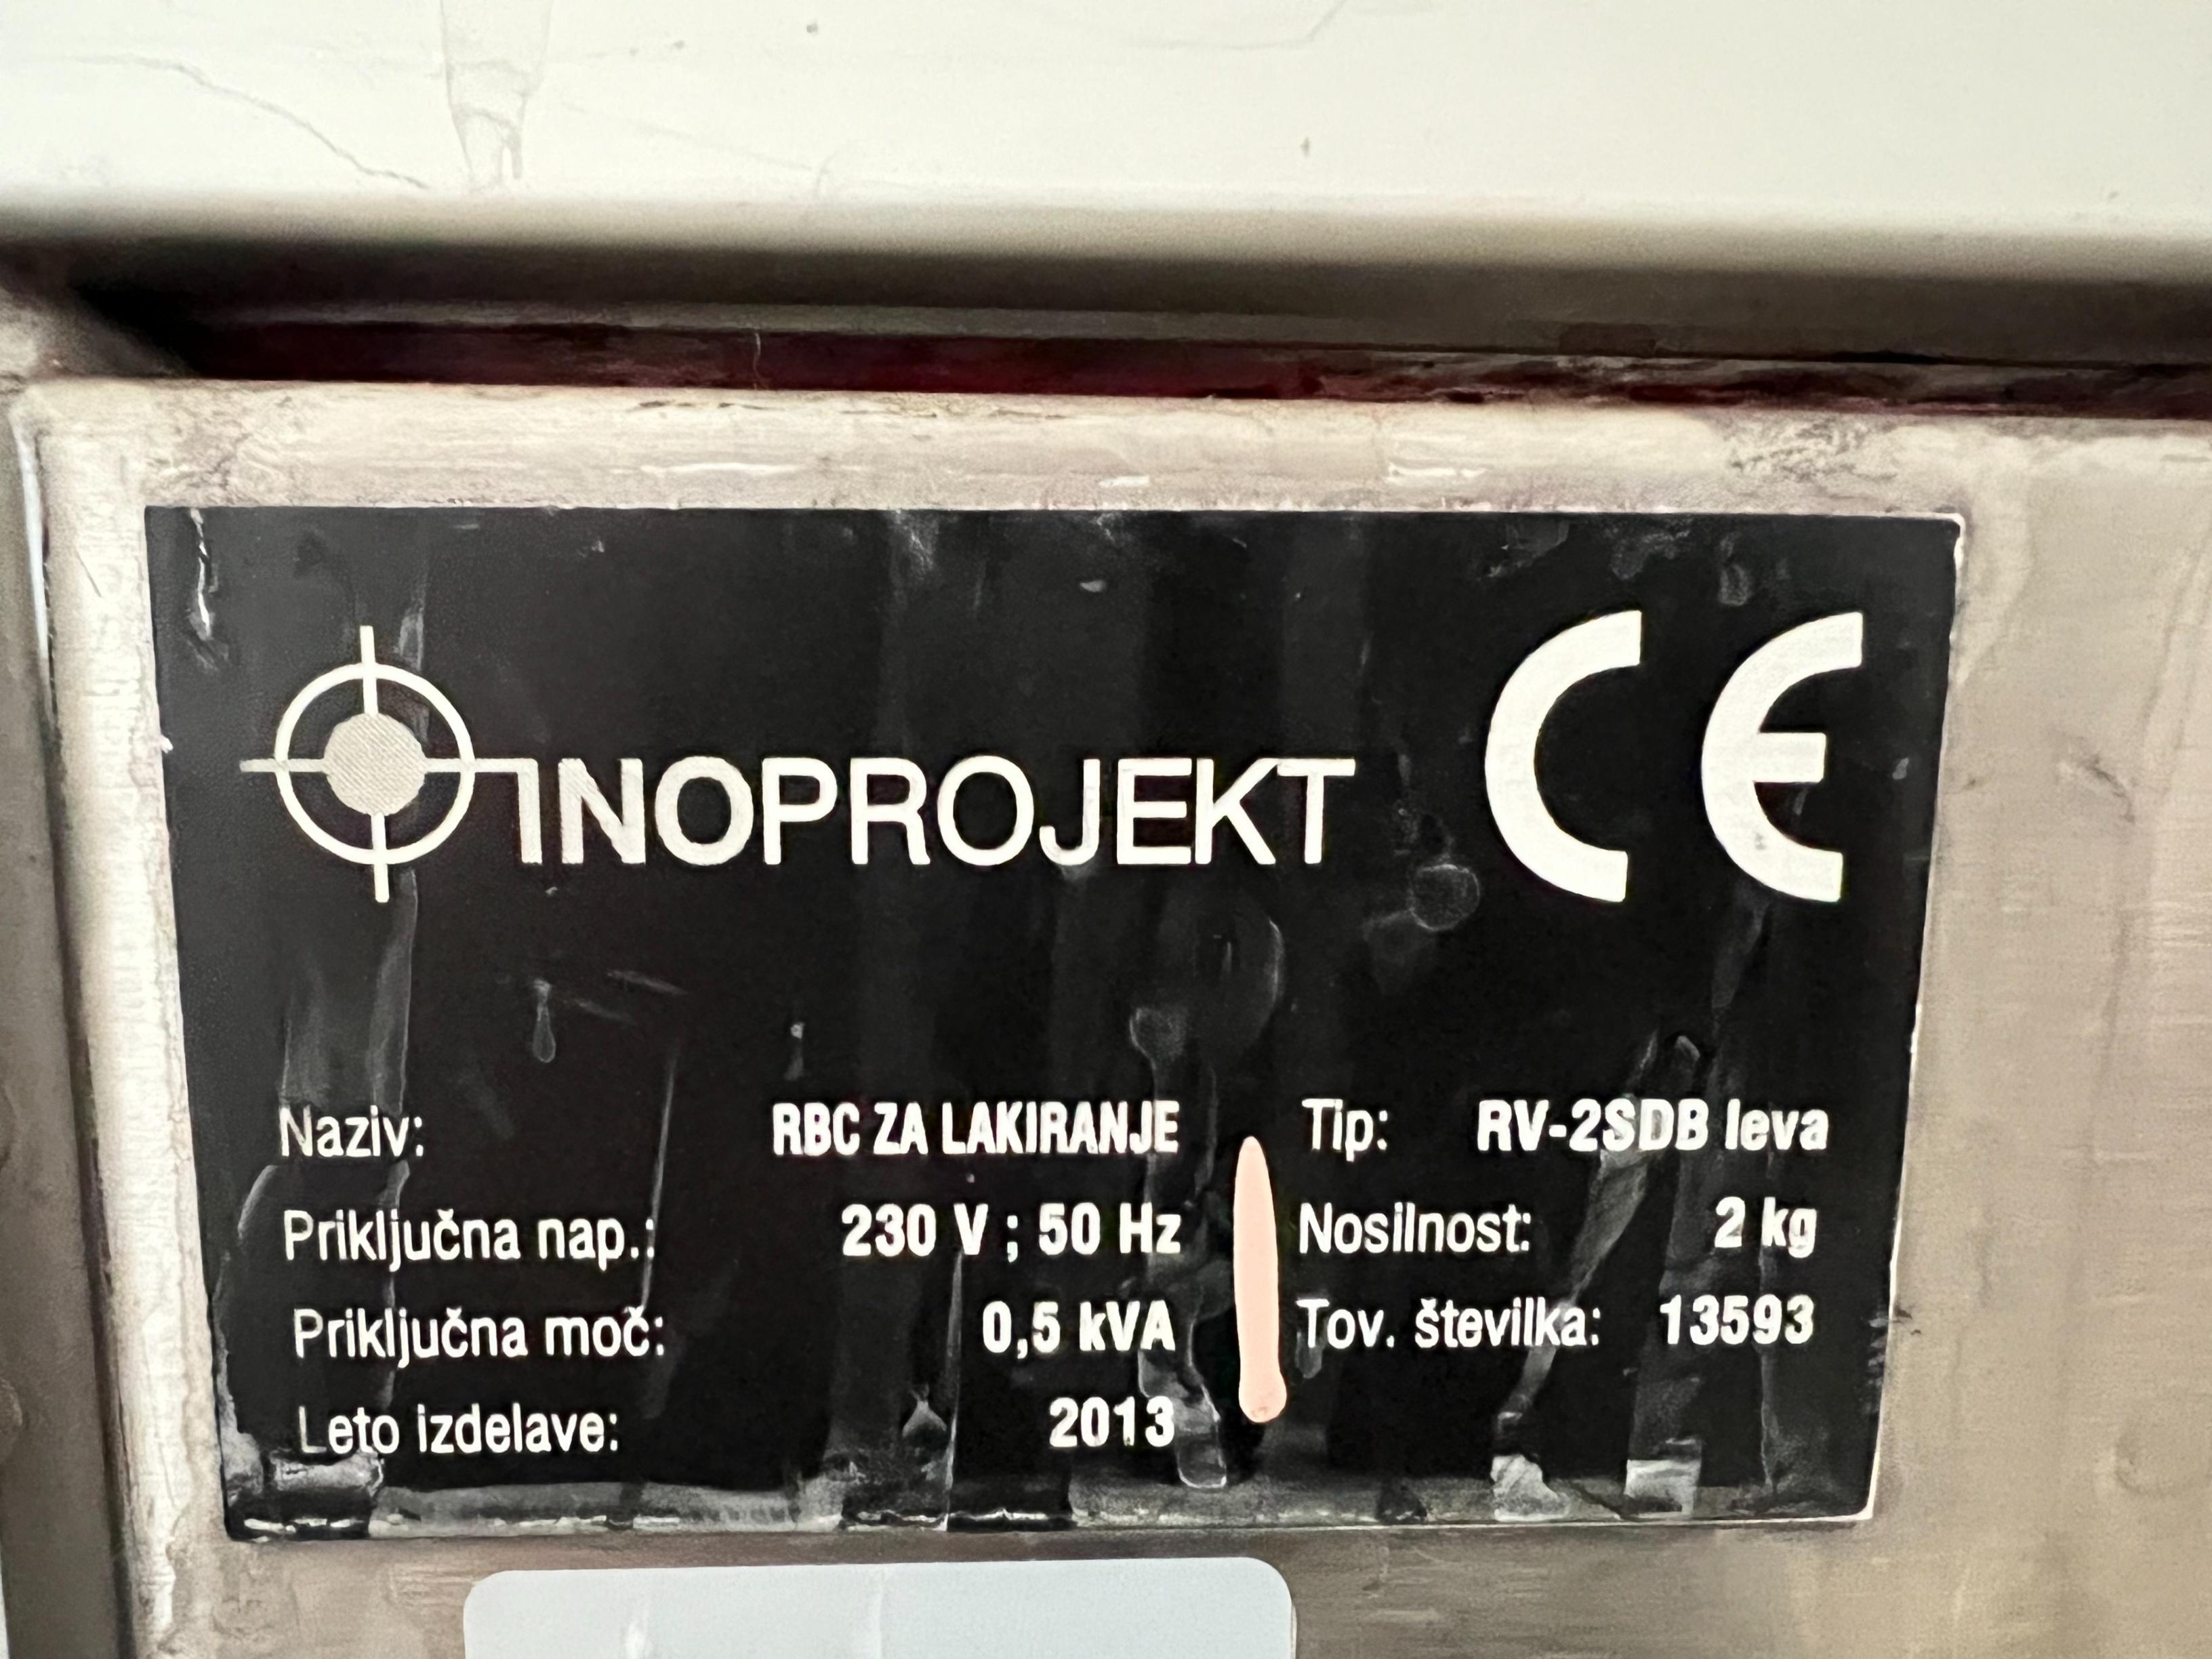 INOPROJEKT CE
Naziv: RBC ZA LAKIRANJE Tip: RV-2SDB leva
Priključna nap.: 230 V ; 50 Hz Nosilnost: 2 kg
Priključna moč: 0,5 kVA Tov. številka: 13593
Leto izdelave: 2013